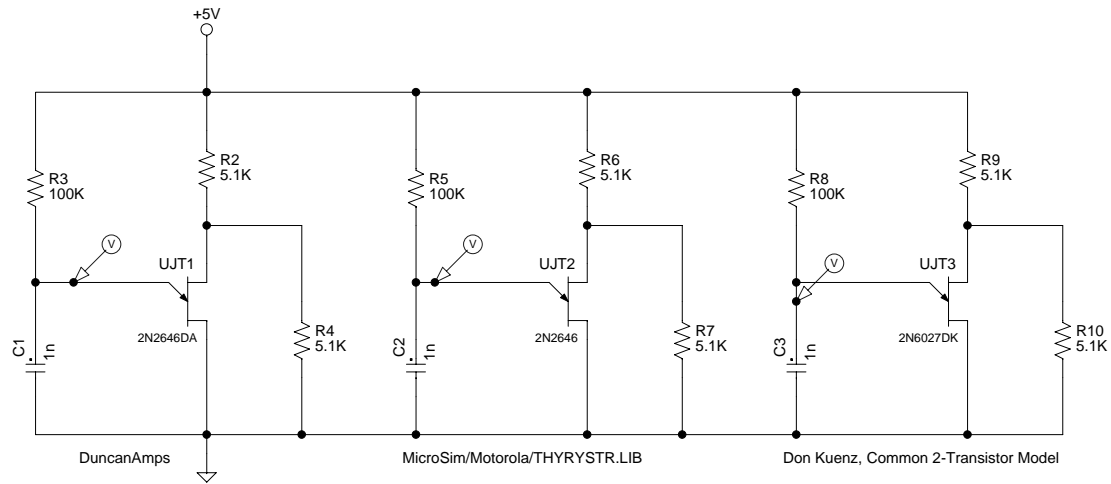 +5V
R3
100K
R2
5.1K
R5
100K
R6
5.1K
R8
100K
R9
5.1K
V
UJT1
V
UJT2
V
UJT3
2N2646DA
2N2646
2N6027DK
C1
1n
R4
5.1K
C2
1n
R7
5.1K
C3
1n
R10
5.1K
DuncanAmps
MicroSim/Motorola/THYRYSTR.LIB
Don Kuenz, Common 2-Transistor Model